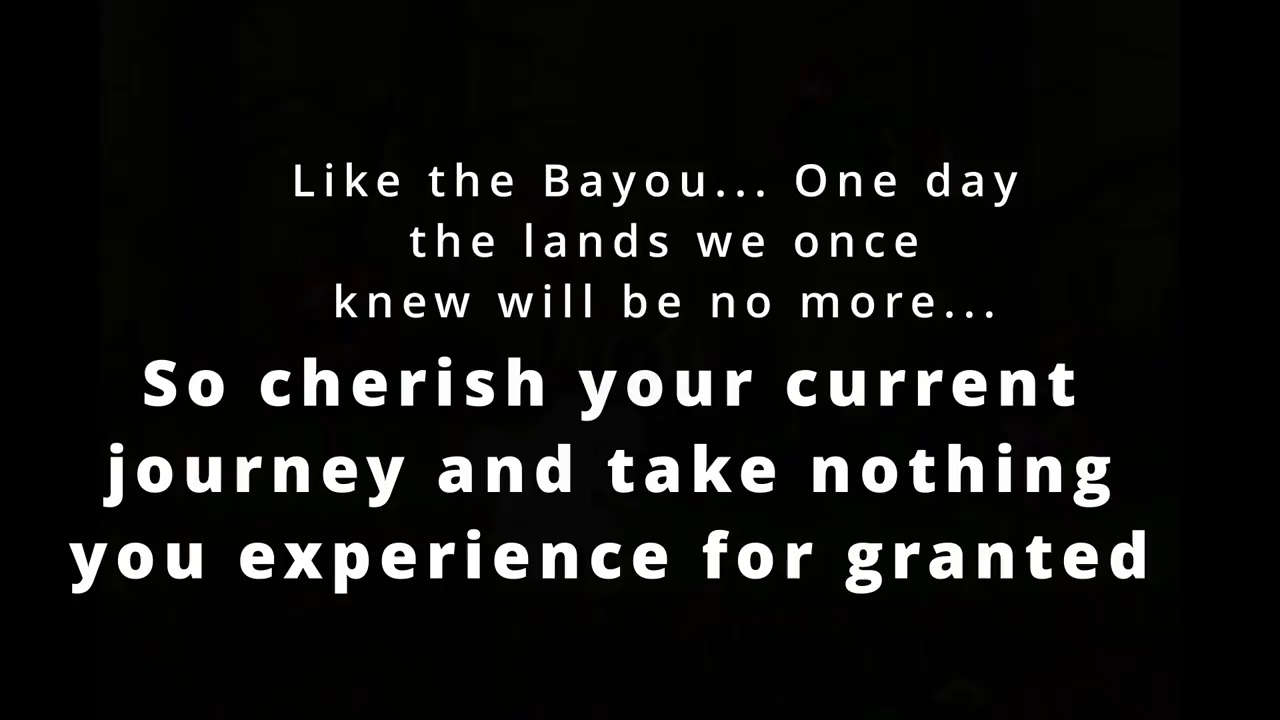 Like the Bayou... One day
the lands we once
knew will be no more...
So cherish your current
journey and take nothing
you experience for granted